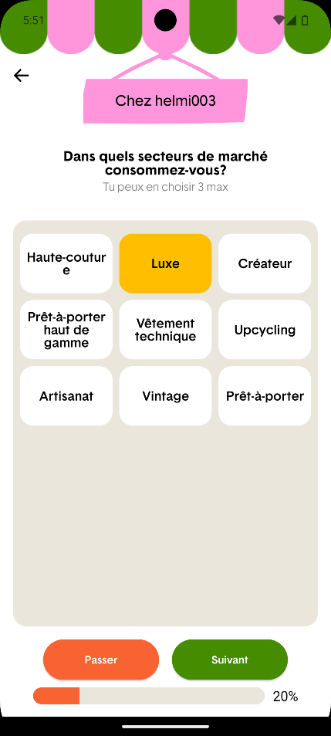 5:51
Chez helmi003
Dans quels secteurs de marché
consommez-vous?
Tu peux en choisir 3 max
Haute-coutur
e
Luxe
Créateur
Prêt-à-porter
haut de
gamme
Vêtement
technique
Upcycling
Artisanat
Vintage
Prêt-à-porter
Passer
Suivant
20%